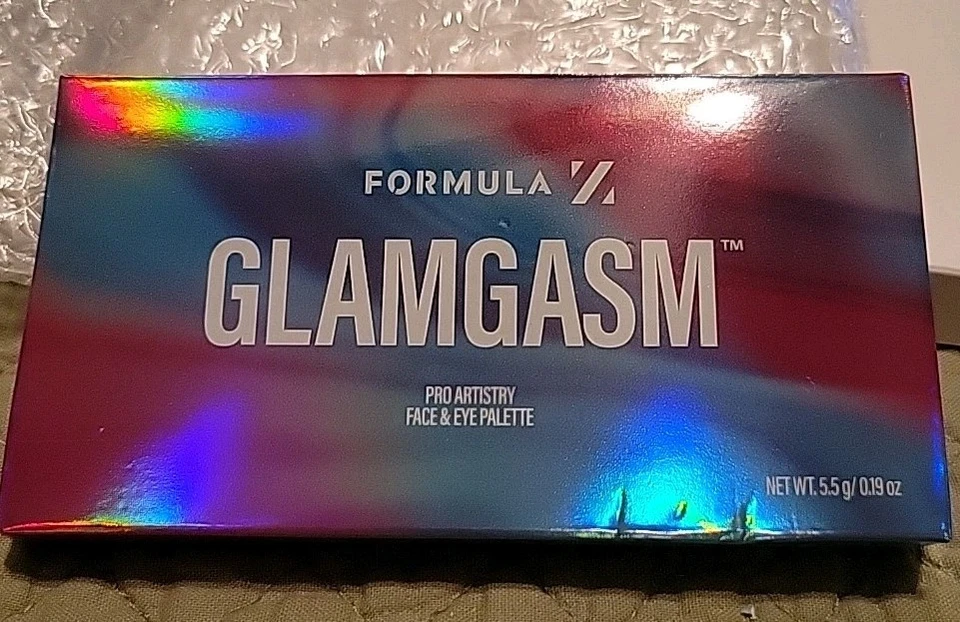 FORMULA Z
GLAMGASM™
PRO ARTISTRY
FACE & EYE PALETTE
NET WT. 5.5 g/ 0.19 oz